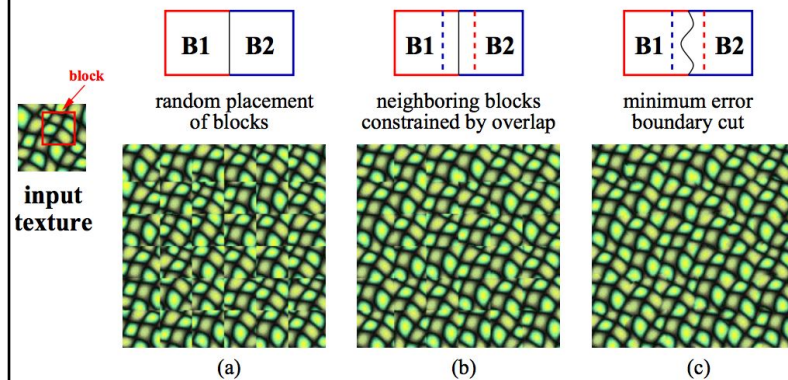 B1 B2
B1 B2
B1 B2
block
random placement
of blocks
neighboring blocks
constrained by overlap
minimum error
boundary cut
input
texture
(a)
(b)
(c)